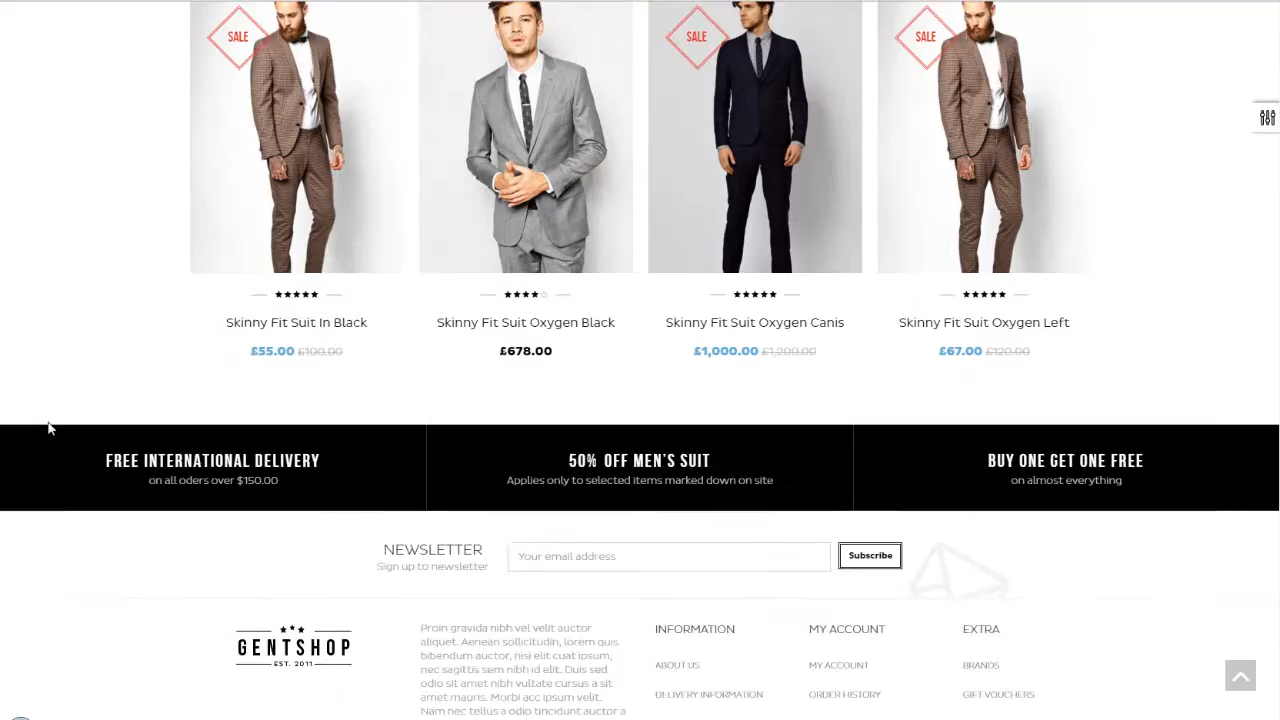 SALE
SALE
SALE
Skinny Fit Suit In Black
£55.00 £100.00
Skinny Fit Suit Oxygen Black
£678.00
Skinny Fit Suit Oxygen Canis
£1,000.00 £1,200.00
Skinny Fit Suit Oxygen Left
£67.00 £120.00
FREE INTERNATIONAL DELIVERY
on all oders over $150.00
50% OFF MEN'S SUIT
Applies only to selected items marked down on site
BUY ONE GET ONE FREE
on almost everything
NEWSLETTER
Sign up to newsletter
Your email address
Subscribe
GENTSHOP
EST. 2011
Proin gravida nibh vel velit auctor
aliquet. Aenean sollicitudin, lorem quis
bibendum auctor, nisi elit cuat ipsum,
nec sagittis sem nibh id elit. Duis sed
odio sit amet nibh vultate cursus a sit
amet mauris. Morbi acc ipsum velit.
Nam nec tellus a odio tincidunt auctor a
INFORMATION
ABOUT US
DELIVERY INFORMATION
MY ACCOUNT
MY ACCOUNT
ORDER HISTORY
EXTRA
BRANDS
GIFT VOUCHERS